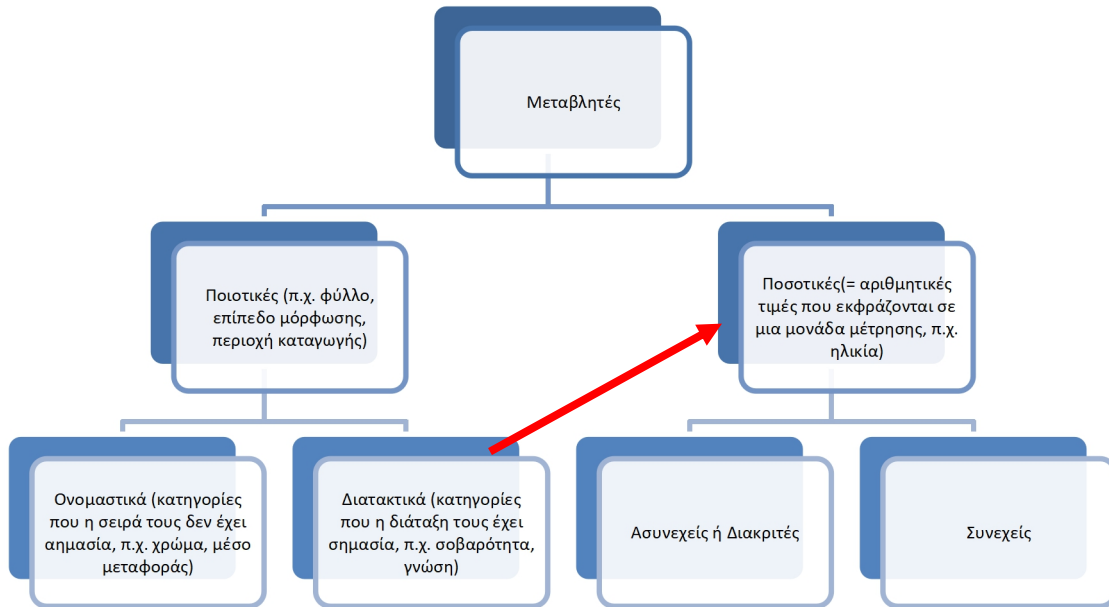 Μεταβλητές
Ποιοτικές (π.χ. φύλλο,
επίπεδο μόρφωσης,
περιοχή καταγωγής)
Ποσοτικές(= αριθμητικές
τιμές που εκφράζονται σε
μια μονάδα μέτρησης, π.χ.
ηλικία)
Ονομαστικά (κατηγορίες
που η σειρά τους δεν έχει
αημασία, π.χ. χρώμα, μέσο
μεταφοράς)
Διατακτικά (κατηγορίες
που η διάταξη τους έχει
σημασία, π.χ. σοβαρότητα,
γνώση)
Ασυνεχείς ή Διακριτές
Συνεχείς